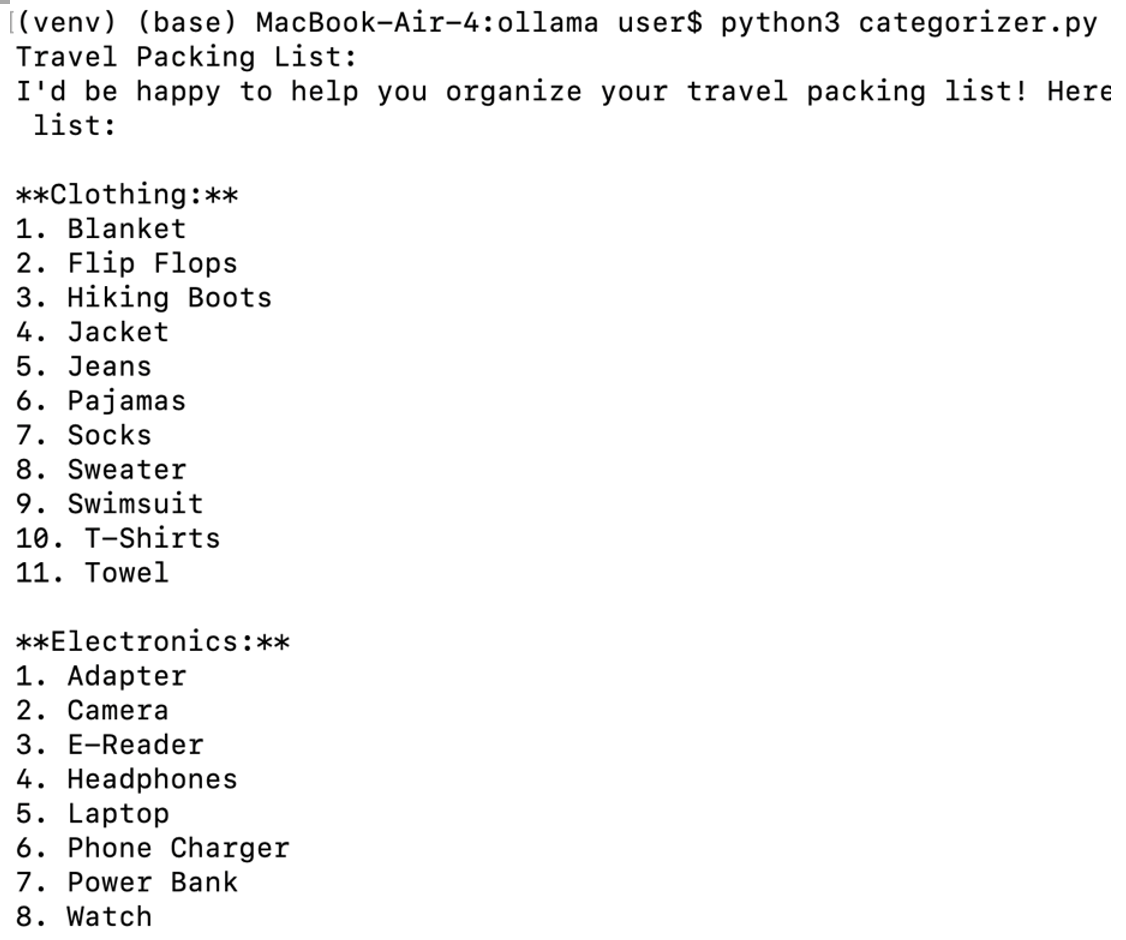 (venv) (base) MacBook-Air-4:ollama user$ python3 categorizer.py
Travel Packing List:
I'd be happy to help you organize your travel packing list! Here
list:
**Clothing:**
1. Blanket
2. Flip Flops
3. Hiking Boots
4. Jacket
5. Jeans
6. Pajamas
7. Socks
8. Sweater
9. Swimsuit
10. T-Shirts
11. Towel
**Electronics:**
1. Adapter
2. Camera
3. E-Reader
4. Headphones
5. Laptop
6. Phone Charger
7. Power Bank
8. Watch